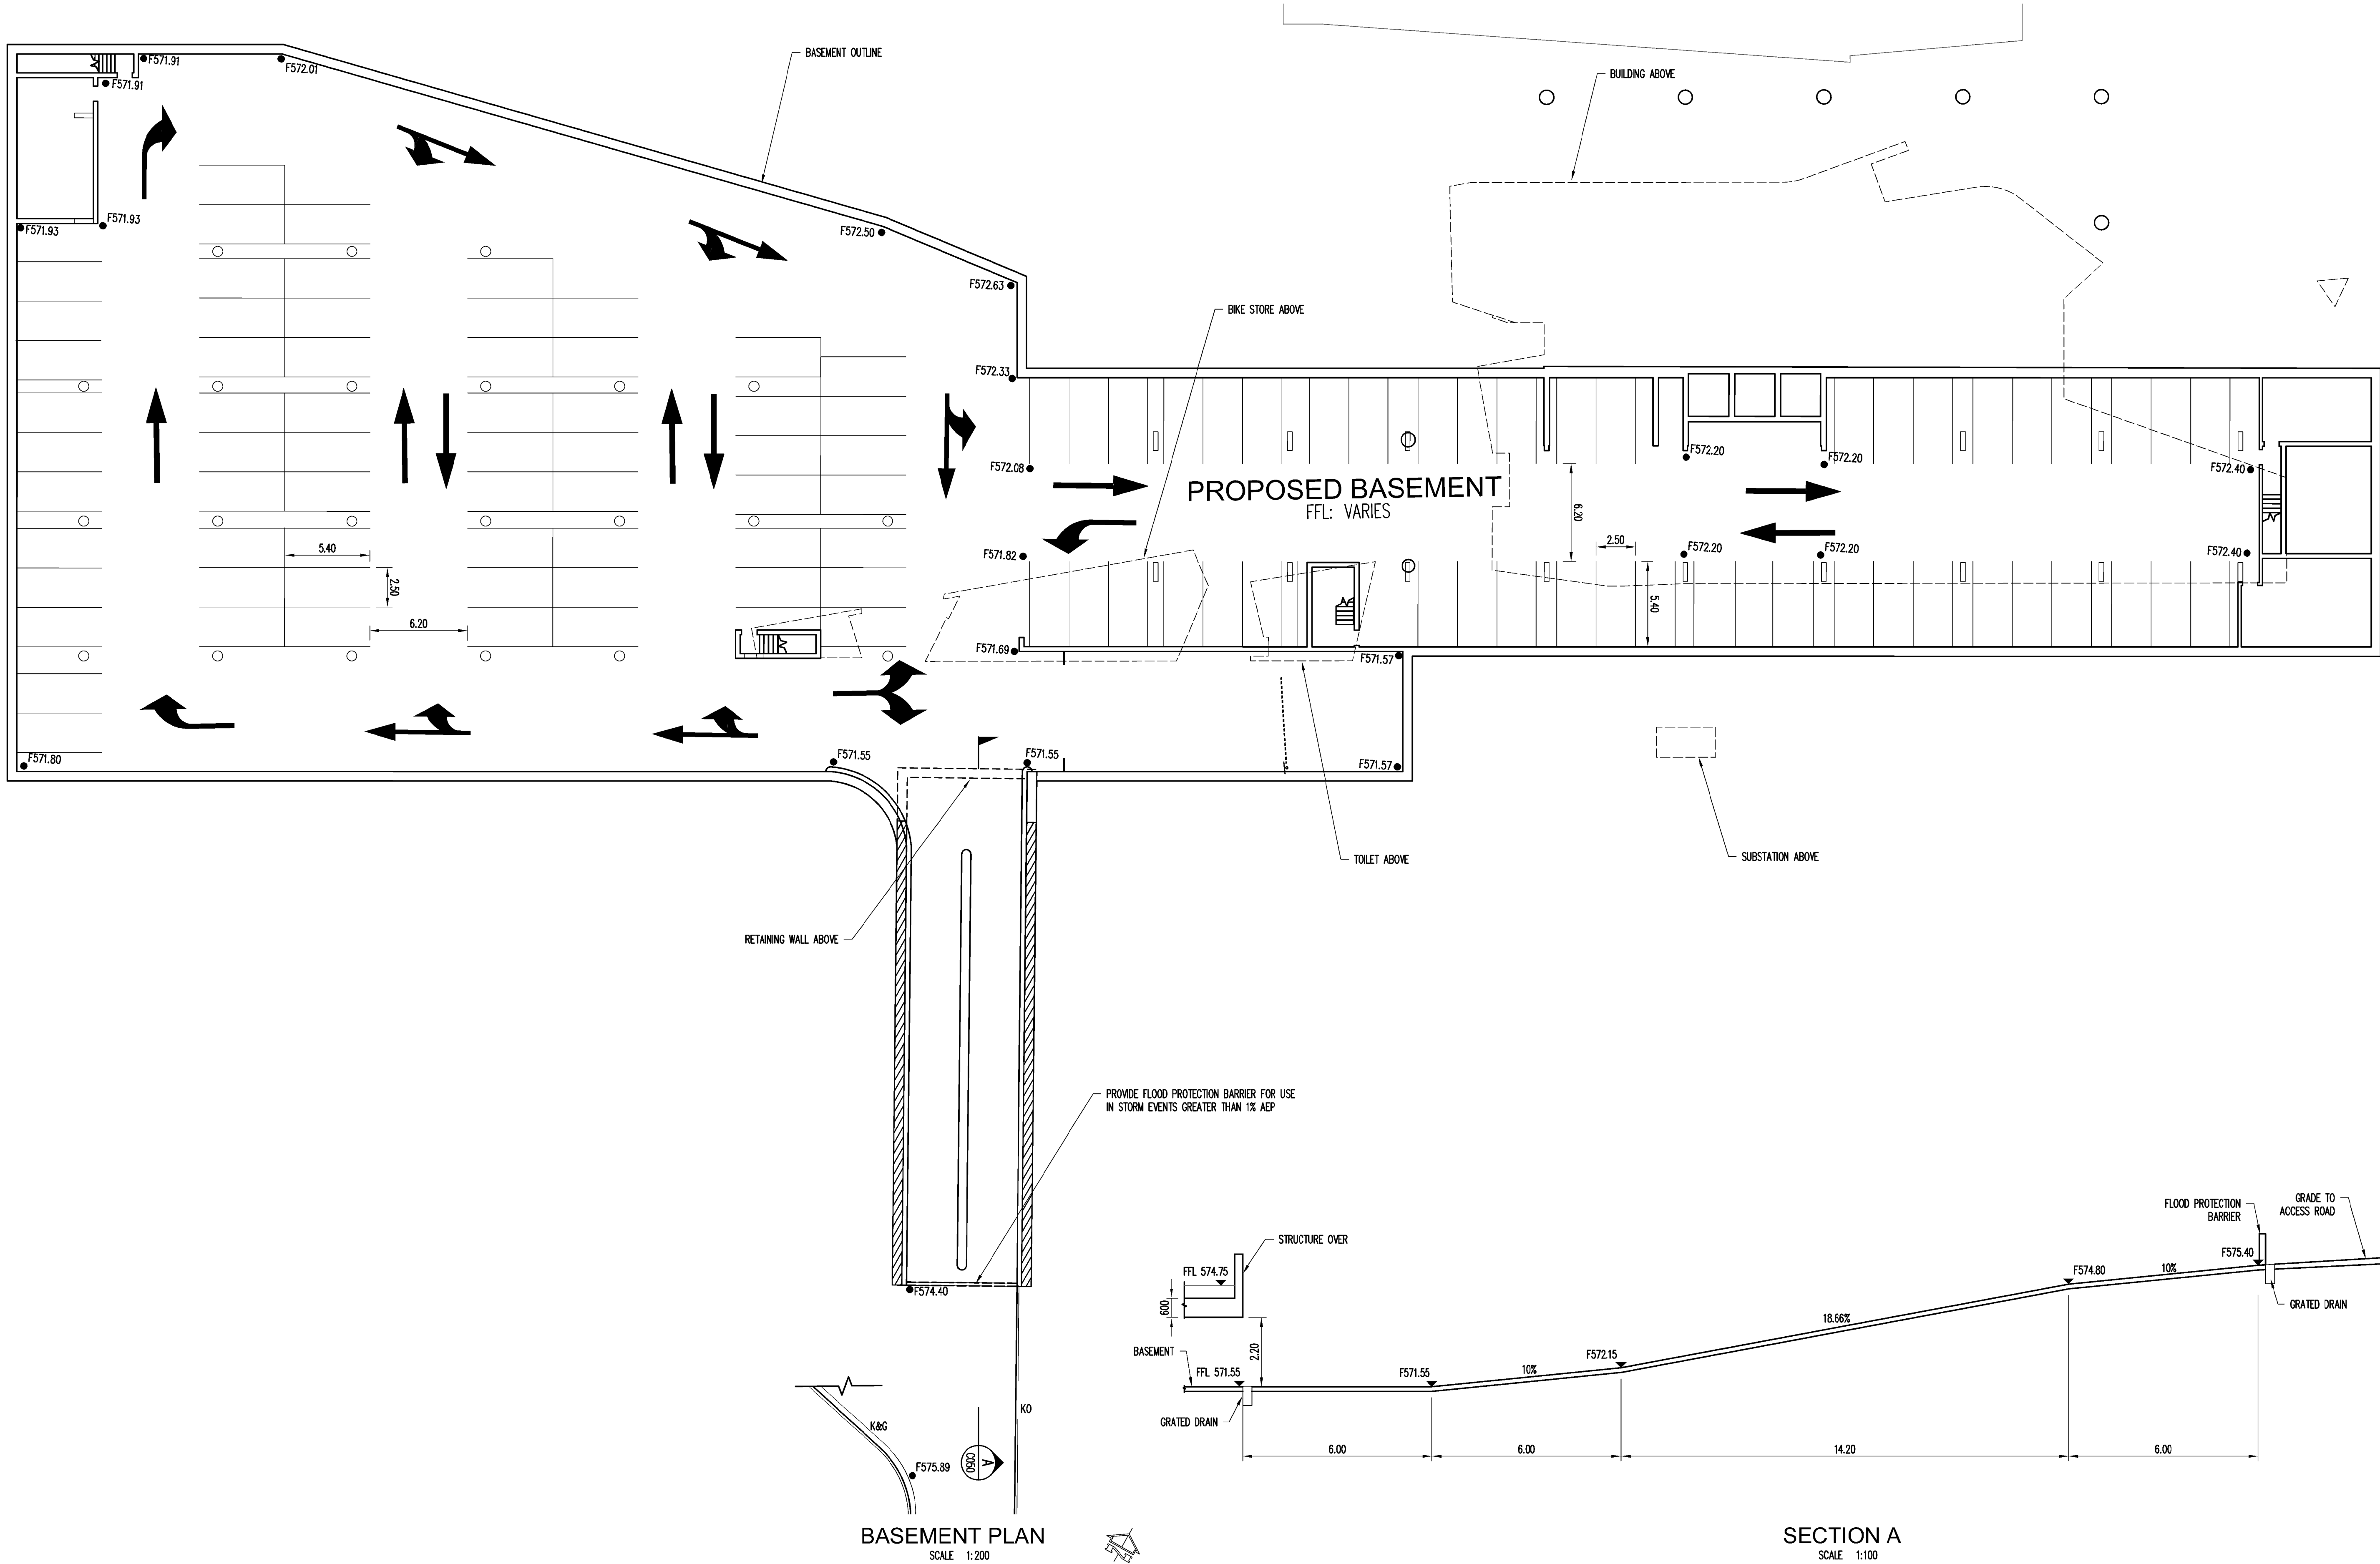 BASEMENT OUTLINE
BUILDING ABOVE
F571.91
F572.01
F571.91
F571.93
F571.93
F572.50
F572.63
BIKE STORE ABOVE
F572.33
F572.08
PROPOSED BASEMENT
FFL: VARIES
F572.20
F572.20
F572.40
6.20
2.50
5.40
2.50
6.20
F571.82
F572.20
F572.20
F572.40
5.40
F571.69
F571.57
F571.80
F571.55
F571.55
F571.57
TOILET ABOVE
SUBSTATION ABOVE
RETAINING WALL ABOVE
PROVIDE FLOOD PROTECTION BARRIER FOR USE
IN STORM EVENTS GREATER THAN 1% AEP
F574.40
K&G
KO
A
C050
F575.89
BASEMENT PLAN
SCALE 1:200
STRUCTURE OVER
FFL 574.75
600
2.20
BASEMENT
FFL 571.55
F571.55
10%
F572.15
18.66%
F574.80
10%
F575.40
FLOOD PROTECTION
BARRIER
GRADE TO
ACCESS ROAD
GRATED DRAIN
GRATED DRAIN
6.00
6.00
14.20
6.00
SECTION A
SCALE 1:100